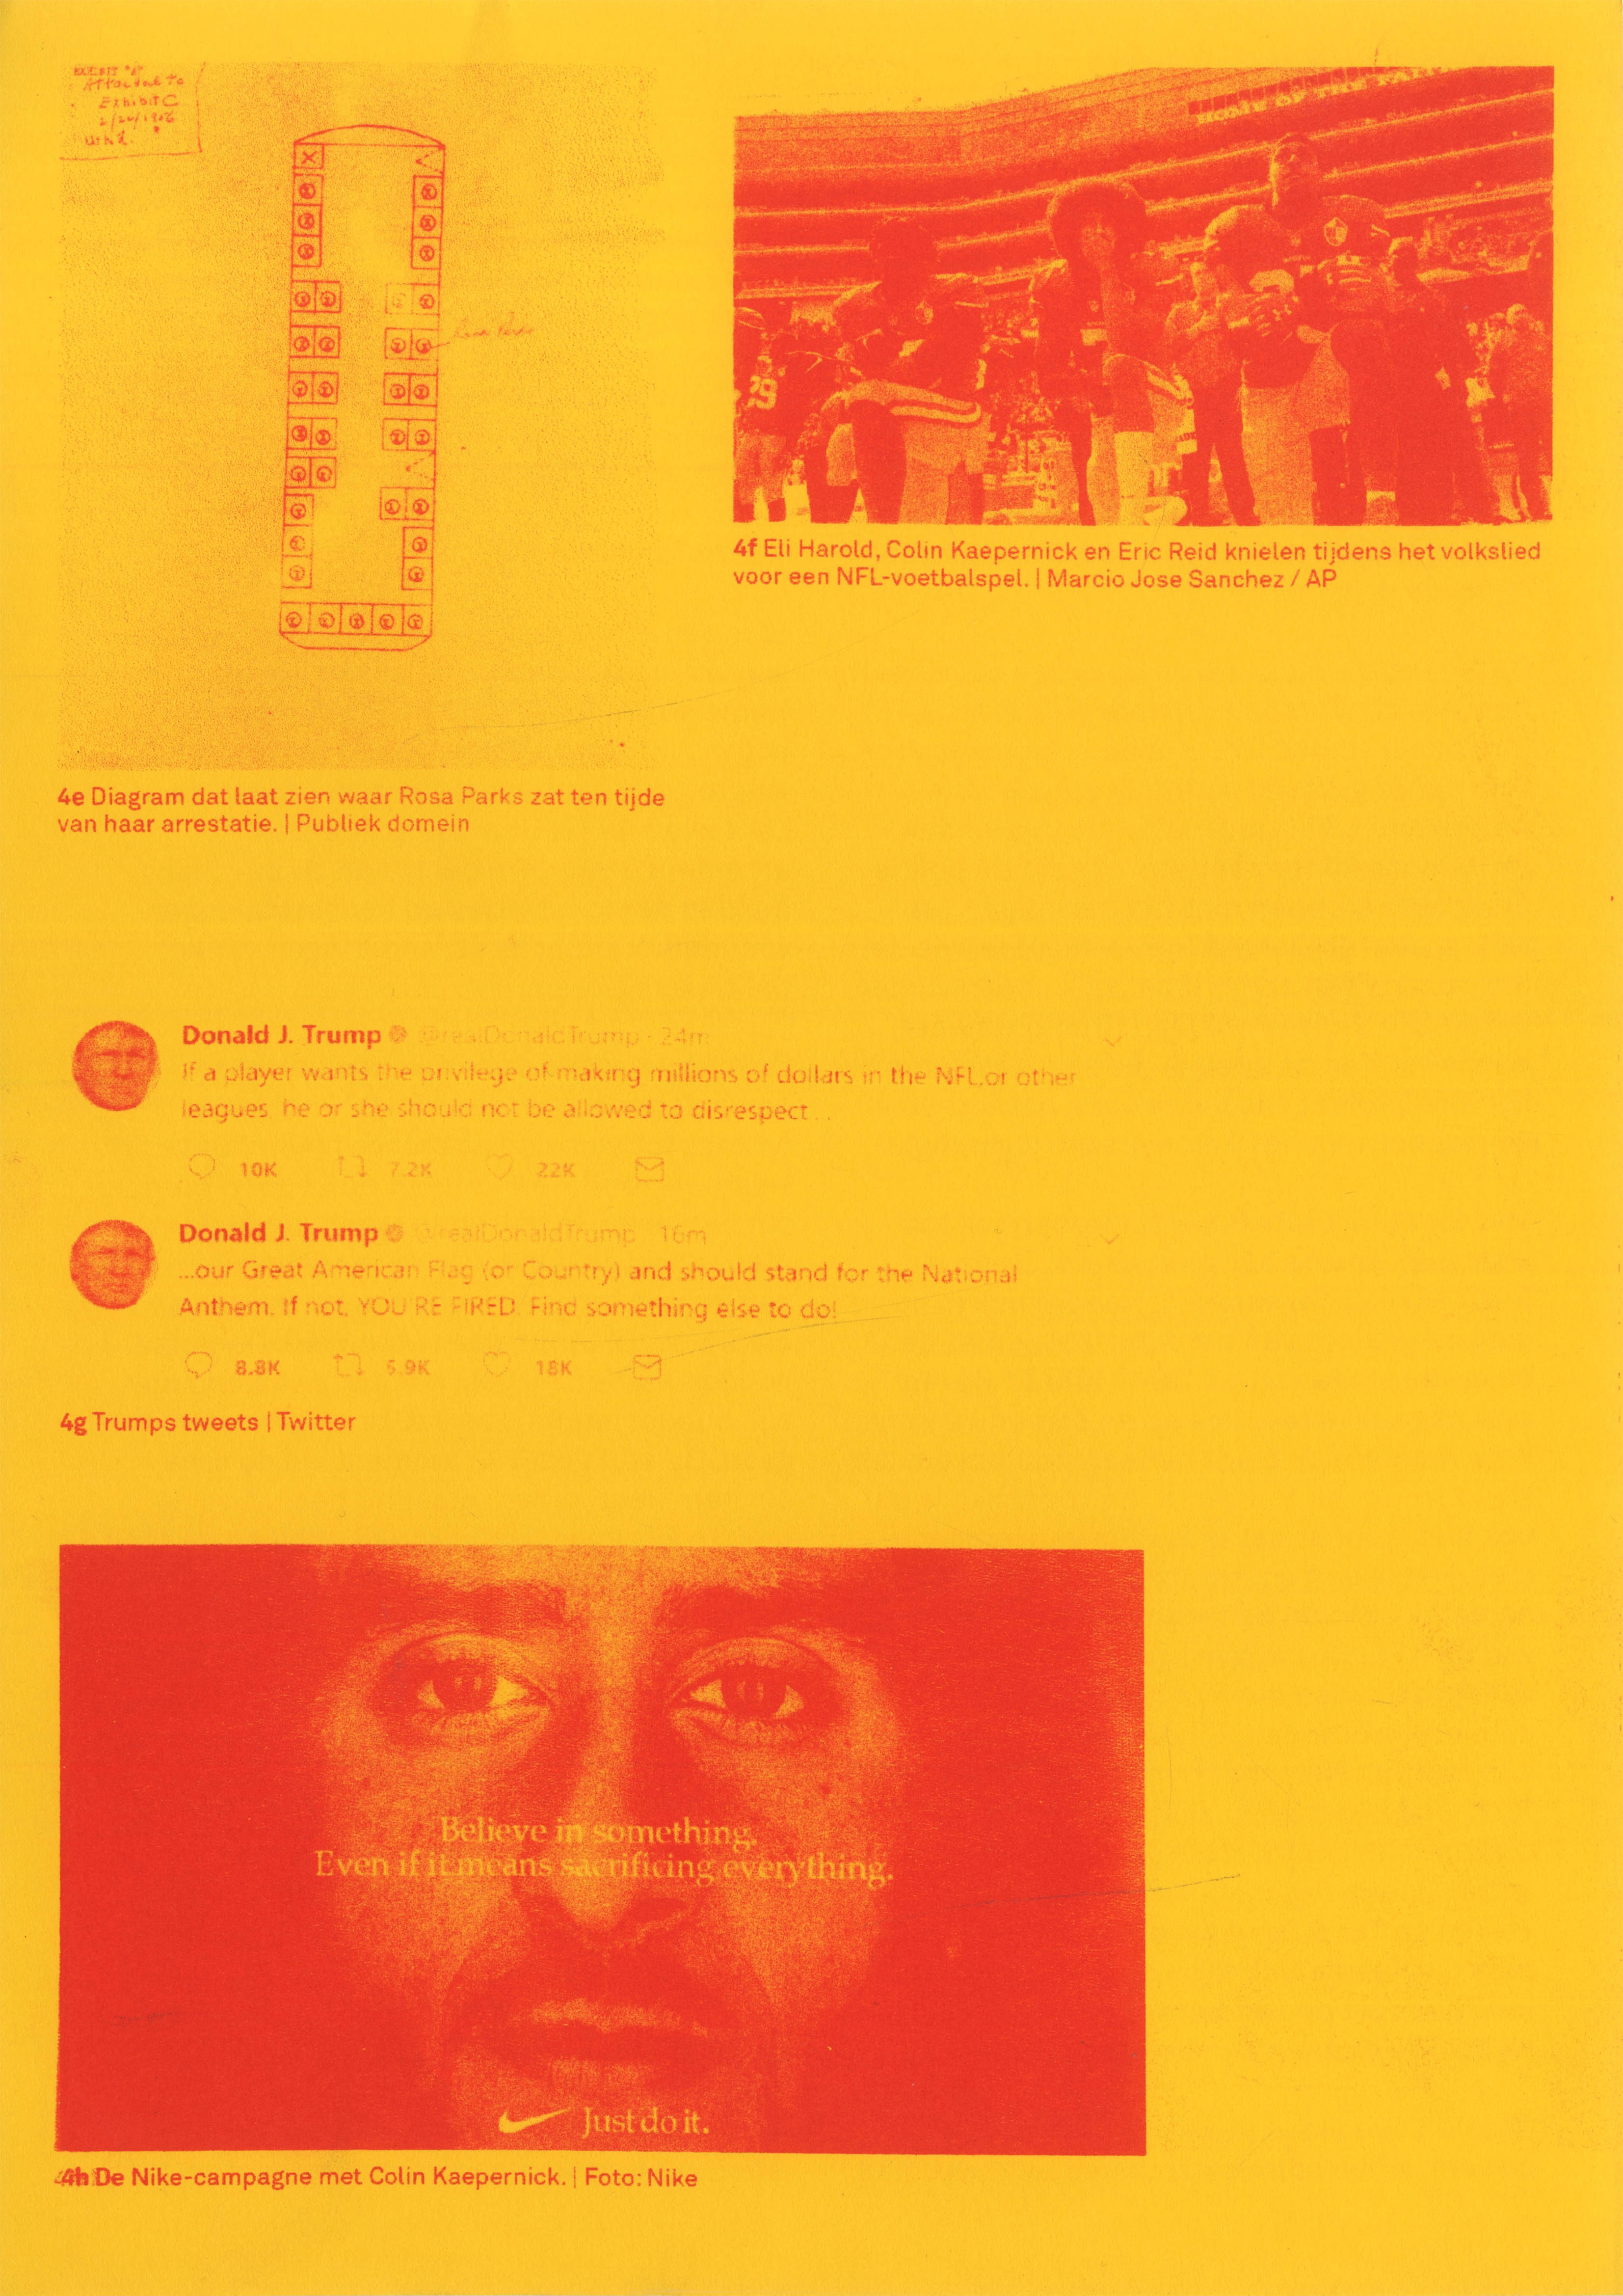 EXHIBIT "A"
Attached to
Exhibit C
2/22/1956
Rosa Parks
HOME OF THE
29
4f Eli Harold, Colin Kaepernick en Eric Reid knielen tijdens het volkslied
voor een NFL-voetbalspel. | Marcio Jose Sanchez / AP
4e Diagram dat laat zien waar Rosa Parks zat ten tijde
van haar arrestatie. | Publiek domein
Donald J. Trump @realDonaldTrump · 24m
If a player wants the privilege of making millions of dollars in the NFL,or other
leagues, he or she should not be allowed to disrespect...
10K 7.2K 22K
Donald J. Trump @realDonaldTrump · 16m
...our Great American Flag (or Country) and should stand for the National
Anthem. If not, YOU'RE FIRED. Find something else to do!
8.8K 5.9K 18K
4g Trumps tweets | Twitter
Believe in something.
Even if it means sacrificing everything.
Just do it.
4h De Nike-campagne met Colin Kaepernick. | Foto: Nike